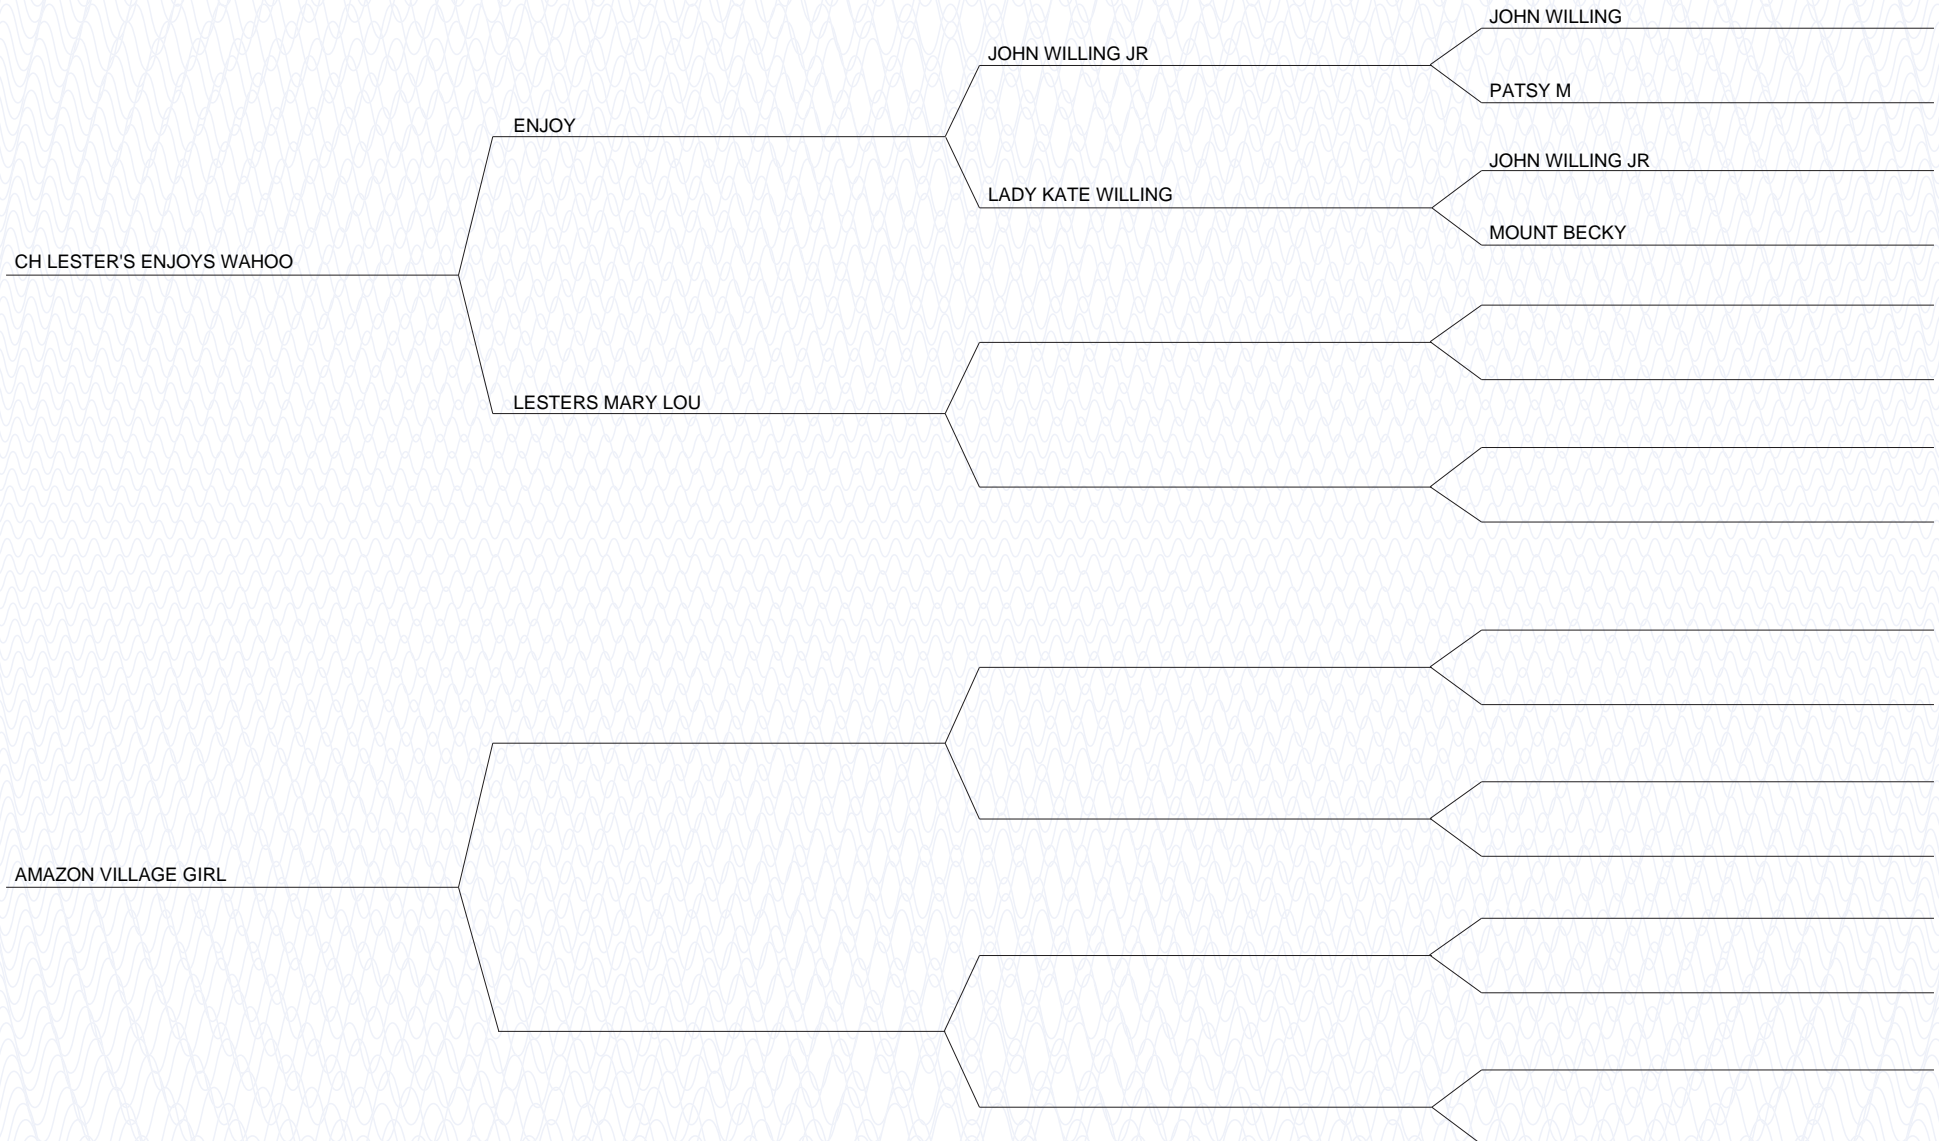 JOHN WILLING
JOHN WILLING JR
PATSY M
ENJOY
JOHN WILLING JR
LADY KATE WILLING
MOUNT BECKY
CH LESTER'S ENJOYS WAHOO
LESTERS MARY LOU
AMAZON VILLAGE GIRL